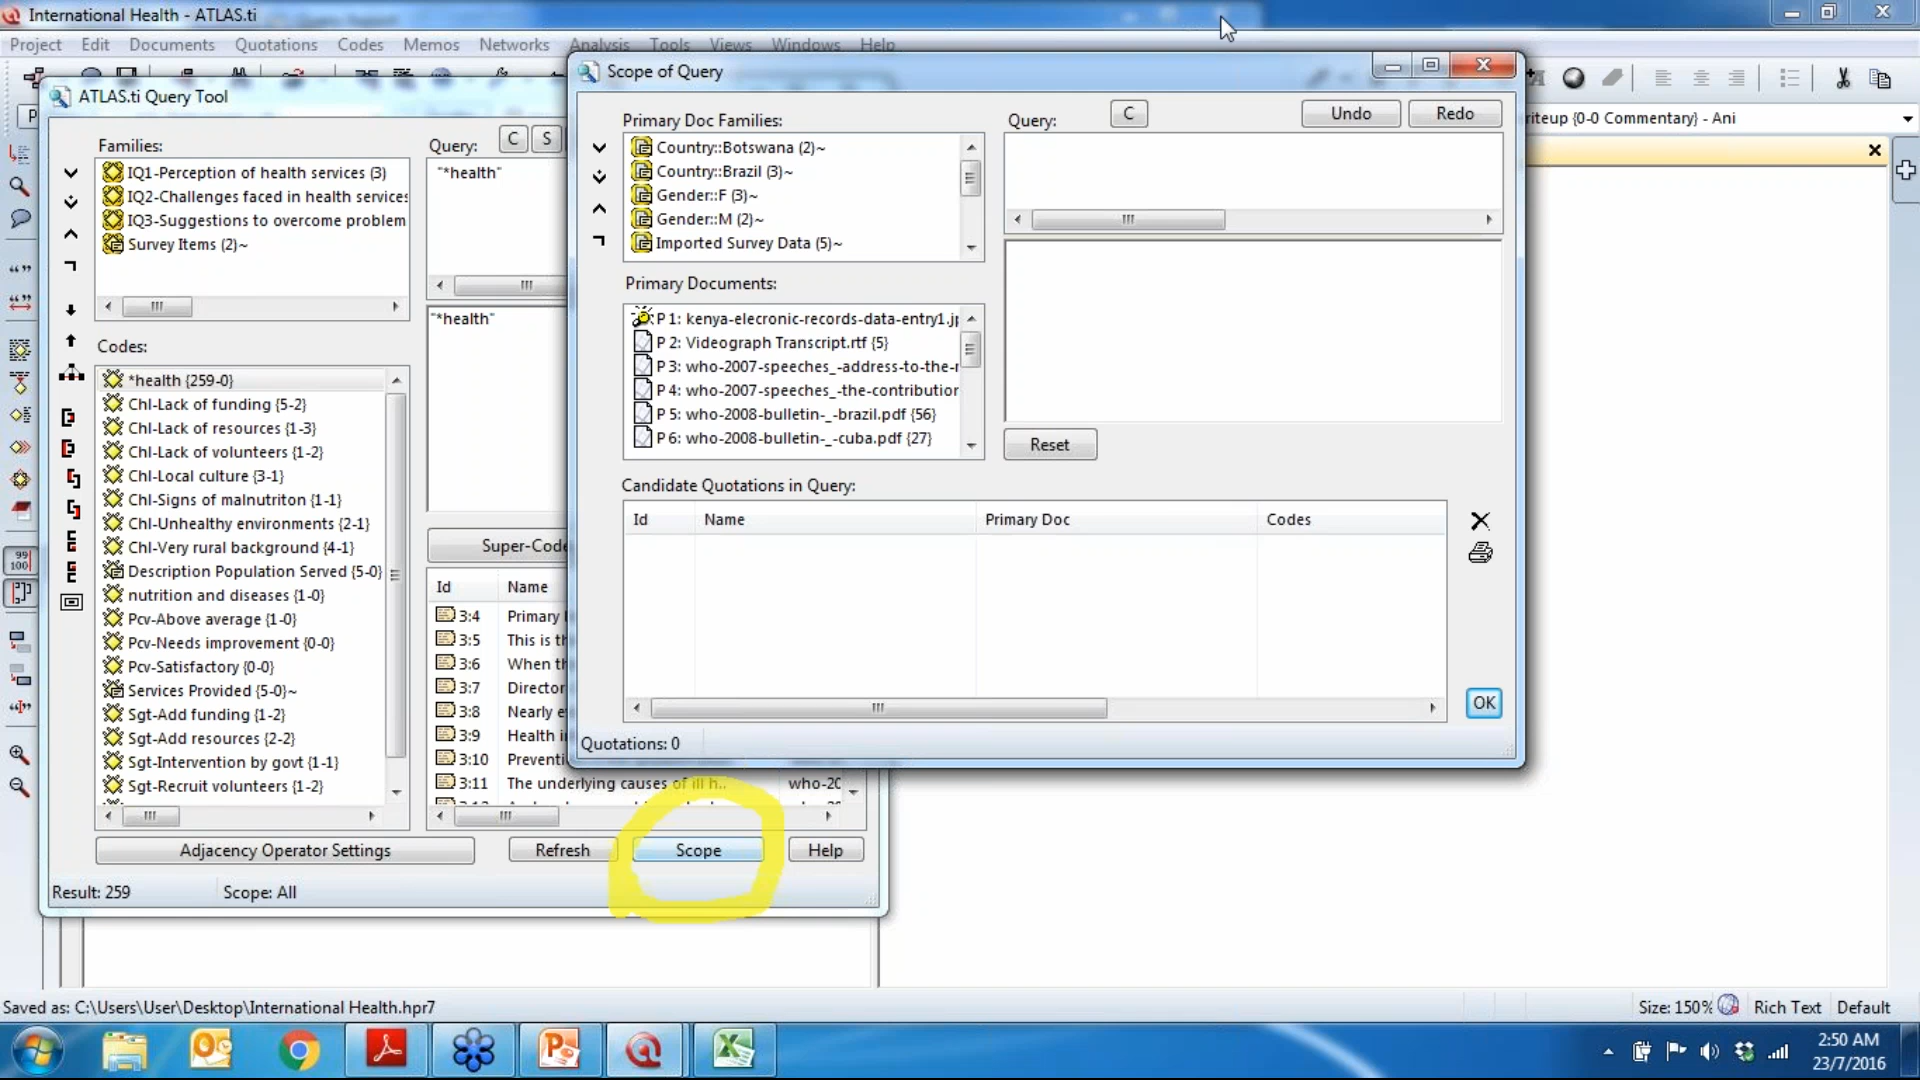 International Health - ATLAS.ti
Project Edit Documents Quotations Codes Memos Networks Analysis Tools Views Windows Help
riteup {0-0 Commentary} - Ani
ATLAS.ti Query Tool
Families:
IQ1-Perception of health services (3)
IQ2-Challenges faced in health services
IQ3-Suggestions to overcome problem
Survey Items (2)~
Codes:
*health {259-0}
Chl-Lack of funding {5-2}
Chl-Lack of resources {1-3}
Chl-Lack of volunteers {1-2}
Chl-Local culture {3-1}
Chl-Signs of malnutriton {1-1}
Chl-Unhealthy environments {2-1}
Chl-Very rural background {4-1}
Description Population Served {5-0}
nutrition and diseases {1-0}
Pcv-Above average {1-0}
Pcv-Needs improvement {0-0}
Pcv-Satisfactory {0-0}
Services Provided {5-0}~
Sgt-Add funding {1-2}
Sgt-Add resources {2-2}
Sgt-Intervention by govt {1-1}
Sgt-Recruit volunteers {1-2}
Query: C S
"*health"
"*health"
Super-Code
Id Name
3:4 Primary
3:5 This is th
3:6 When th
3:7 Director
3:8 Nearly e
3:9 Health i
3:10 Preventi
3:11 The underlying causes of ill h.. who-20
Adjacency Operator Settings Refresh Scope Help
Result: 259 Scope: All
Scope of Query
Primary Doc Families:
Country::Botswana (2)~
Country::Brazil (3)~
Gender::F (3)~
Gender::M (2)~
Imported Survey Data (5)~
Primary Documents:
P 1: kenya-elecronic-records-data-entry1.jp
P 2: Videograph Transcript.rtf {5}
P 3: who-2007-speeches_-address-to-the-r
P 4: who-2007-speeches_-the-contribution
P 5: who-2008-bulletin-_-brazil.pdf {56}
P 6: who-2008-bulletin-_-cuba.pdf {27}
Query: C Undo Redo
Reset
Candidate Quotations in Query:
Id Name Primary Doc Codes
OK
Quotations: 0
Saved as: C:\Users\User\Desktop\International Health.hpr7
Size: 150% Rich Text Default
2:50 AM
23/7/2016